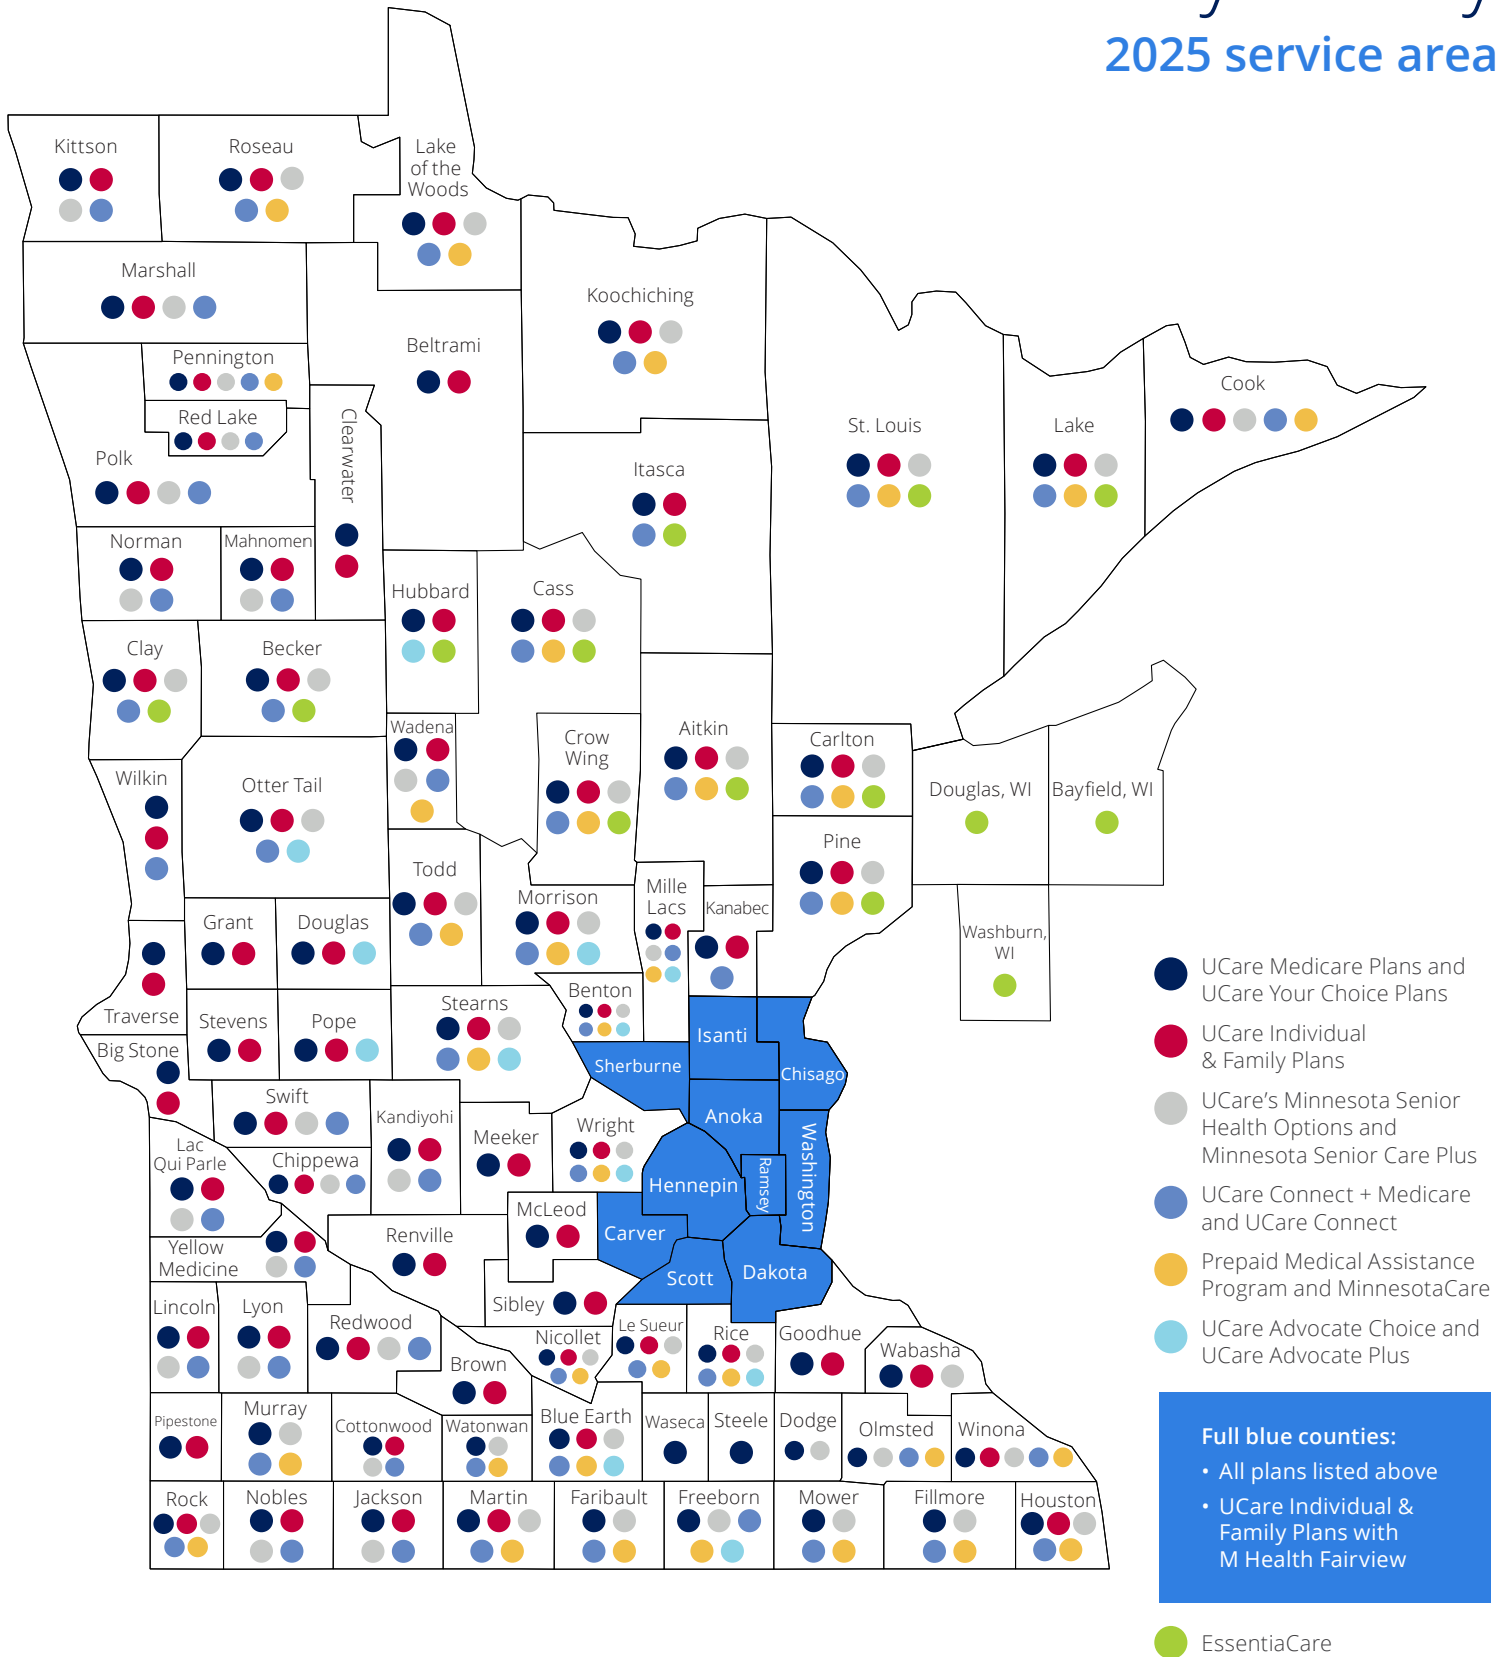 2025 service area
Kittson
Roseau
Lake
of the
Woods
Marshall
Koochiching
Beltrami
Pennington
Red Lake
Clearwater
Polk
Cook
St. Louis
Lake
Itasca
Norman
Mahnomen
Hubbard
Cass
Clay
Becker
Wadena
Crow
Wing
Aitkin
Carlton
Wilkin
Otter Tail
Douglas, WI
Bayfield, WI
Pine
Todd
Morrison
Mille
Lacs
Kanabec
Grant
Douglas
Washburn,
WI
Traverse
Stevens
Pope
Stearns
Benton
Isanti
Big Stone
Sherburne
Chisago
Swift
Kandiyohi
Meeker
Wright
Anoka
Washington
Lac
Qui Parle
Chippewa
Ramsey
Hennepin
McLeod
Yellow
Medicine
Renville
Carver
Scott
Dakota
Sibley
Lincoln
Lyon
Redwood
Nicollet
Le Sueur
Rice
Goodhue
Wabasha
Brown
Pipestone
Murray
Cottonwood
Watonwan
Blue Earth
Waseca
Steele
Dodge
Olmsted
Winona
Rock
Nobles
Jackson
Martin
Faribault
Freeborn
Mower
Fillmore
Houston
UCare Medicare Plans and
UCare Your Choice Plans
UCare Individual
& Family Plans
UCare’s Minnesota Senior
Health Options and
Minnesota Senior Care Plus
UCare Connect + Medicare
and UCare Connect
Prepaid Medical Assistance
Program and MinnesotaCare
UCare Advocate Choice and
UCare Advocate Plus
Full blue counties:
• All plans listed above
• UCare Individual &
Family Plans with
M Health Fairview
EssentiaCare